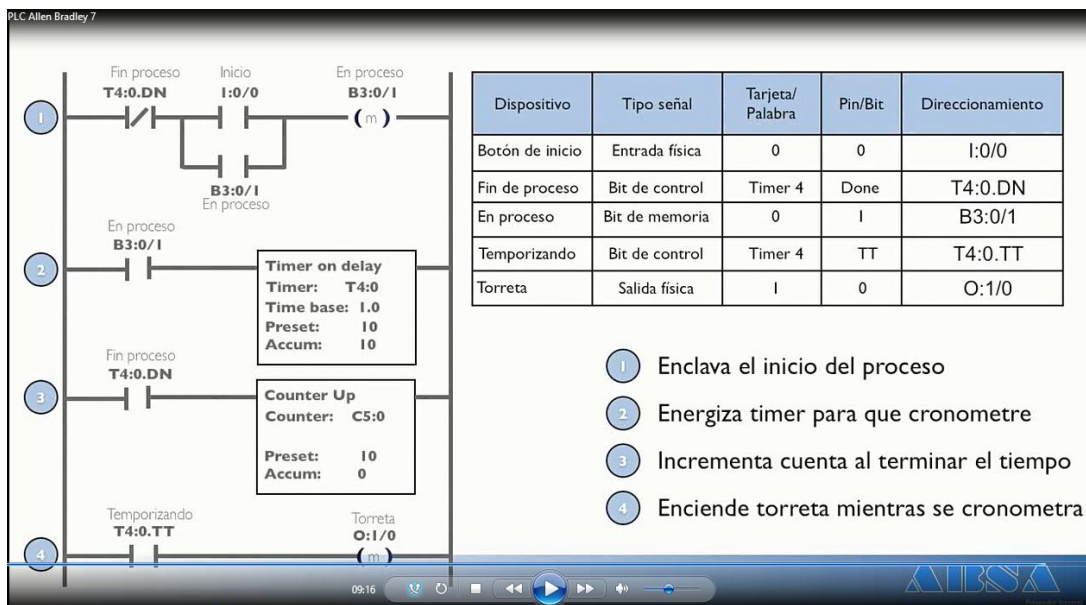 PLC Allen Bradley 7
Fin proceso
T4:0.DN
Inicio
I:0/0
En proceso
B3:0/1
( m )
1
B3:0/1
En proceso
En proceso
B3:0/1
2
Timer on delay
Timer: T4:0
Time base: 1.0
Preset: 10
Accum: 10
Fin proceso
T4:0.DN
3
Counter Up
Counter: C5:0
Preset: 10
Accum: 0
Temporizando
T4:0.TT
Torreta
O:1/0
( m )
4
Dispositivo Tipo señal Tarjeta/ Palabra Pin/Bit Direccionamiento
Botón de inicio Entrada física 0 0 I:0/0
Fin de proceso Bit de control Timer 4 Done T4:0.DN
En proceso Bit de memoria 0 1 B3:0/1
Temporizando Bit de control Timer 4 TT T4:0.TT
Torreta Salida física 1 0 O:1/0
1 Enclava el inicio del proceso
2 Energiza timer para que cronometre
3 Incrementa cuenta al terminar el tiempo
4 Enciende torreta mientras se cronometra
09:16
ABSA